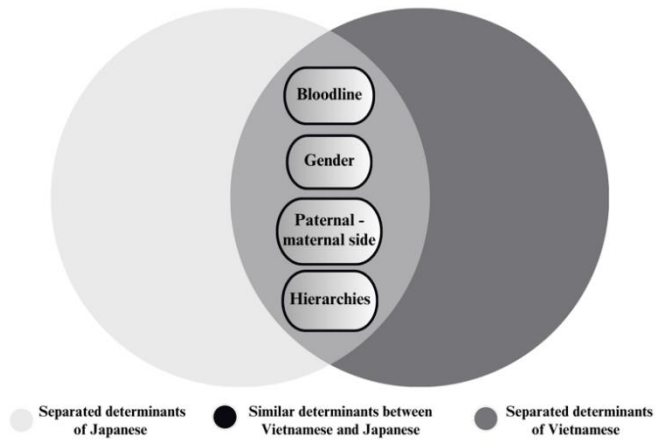 Bloodline
Gender
Paternal -
maternal side
Hierarchies
Separated determinants
of Japanese
Similar determinants between
Vietnamese and Japanese
Separated determinants
of Vietnamese